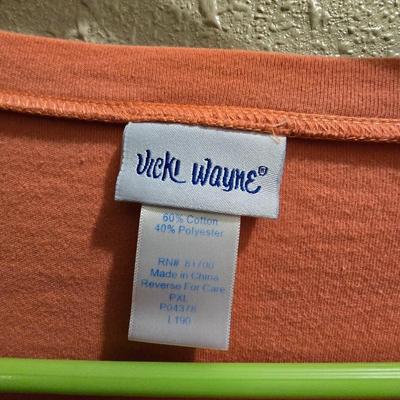 Vicki Wayne®
60% Cotton
40% Polyester
RN# 81700
Made in China
Reverse For Care
PXL
P04378
L190